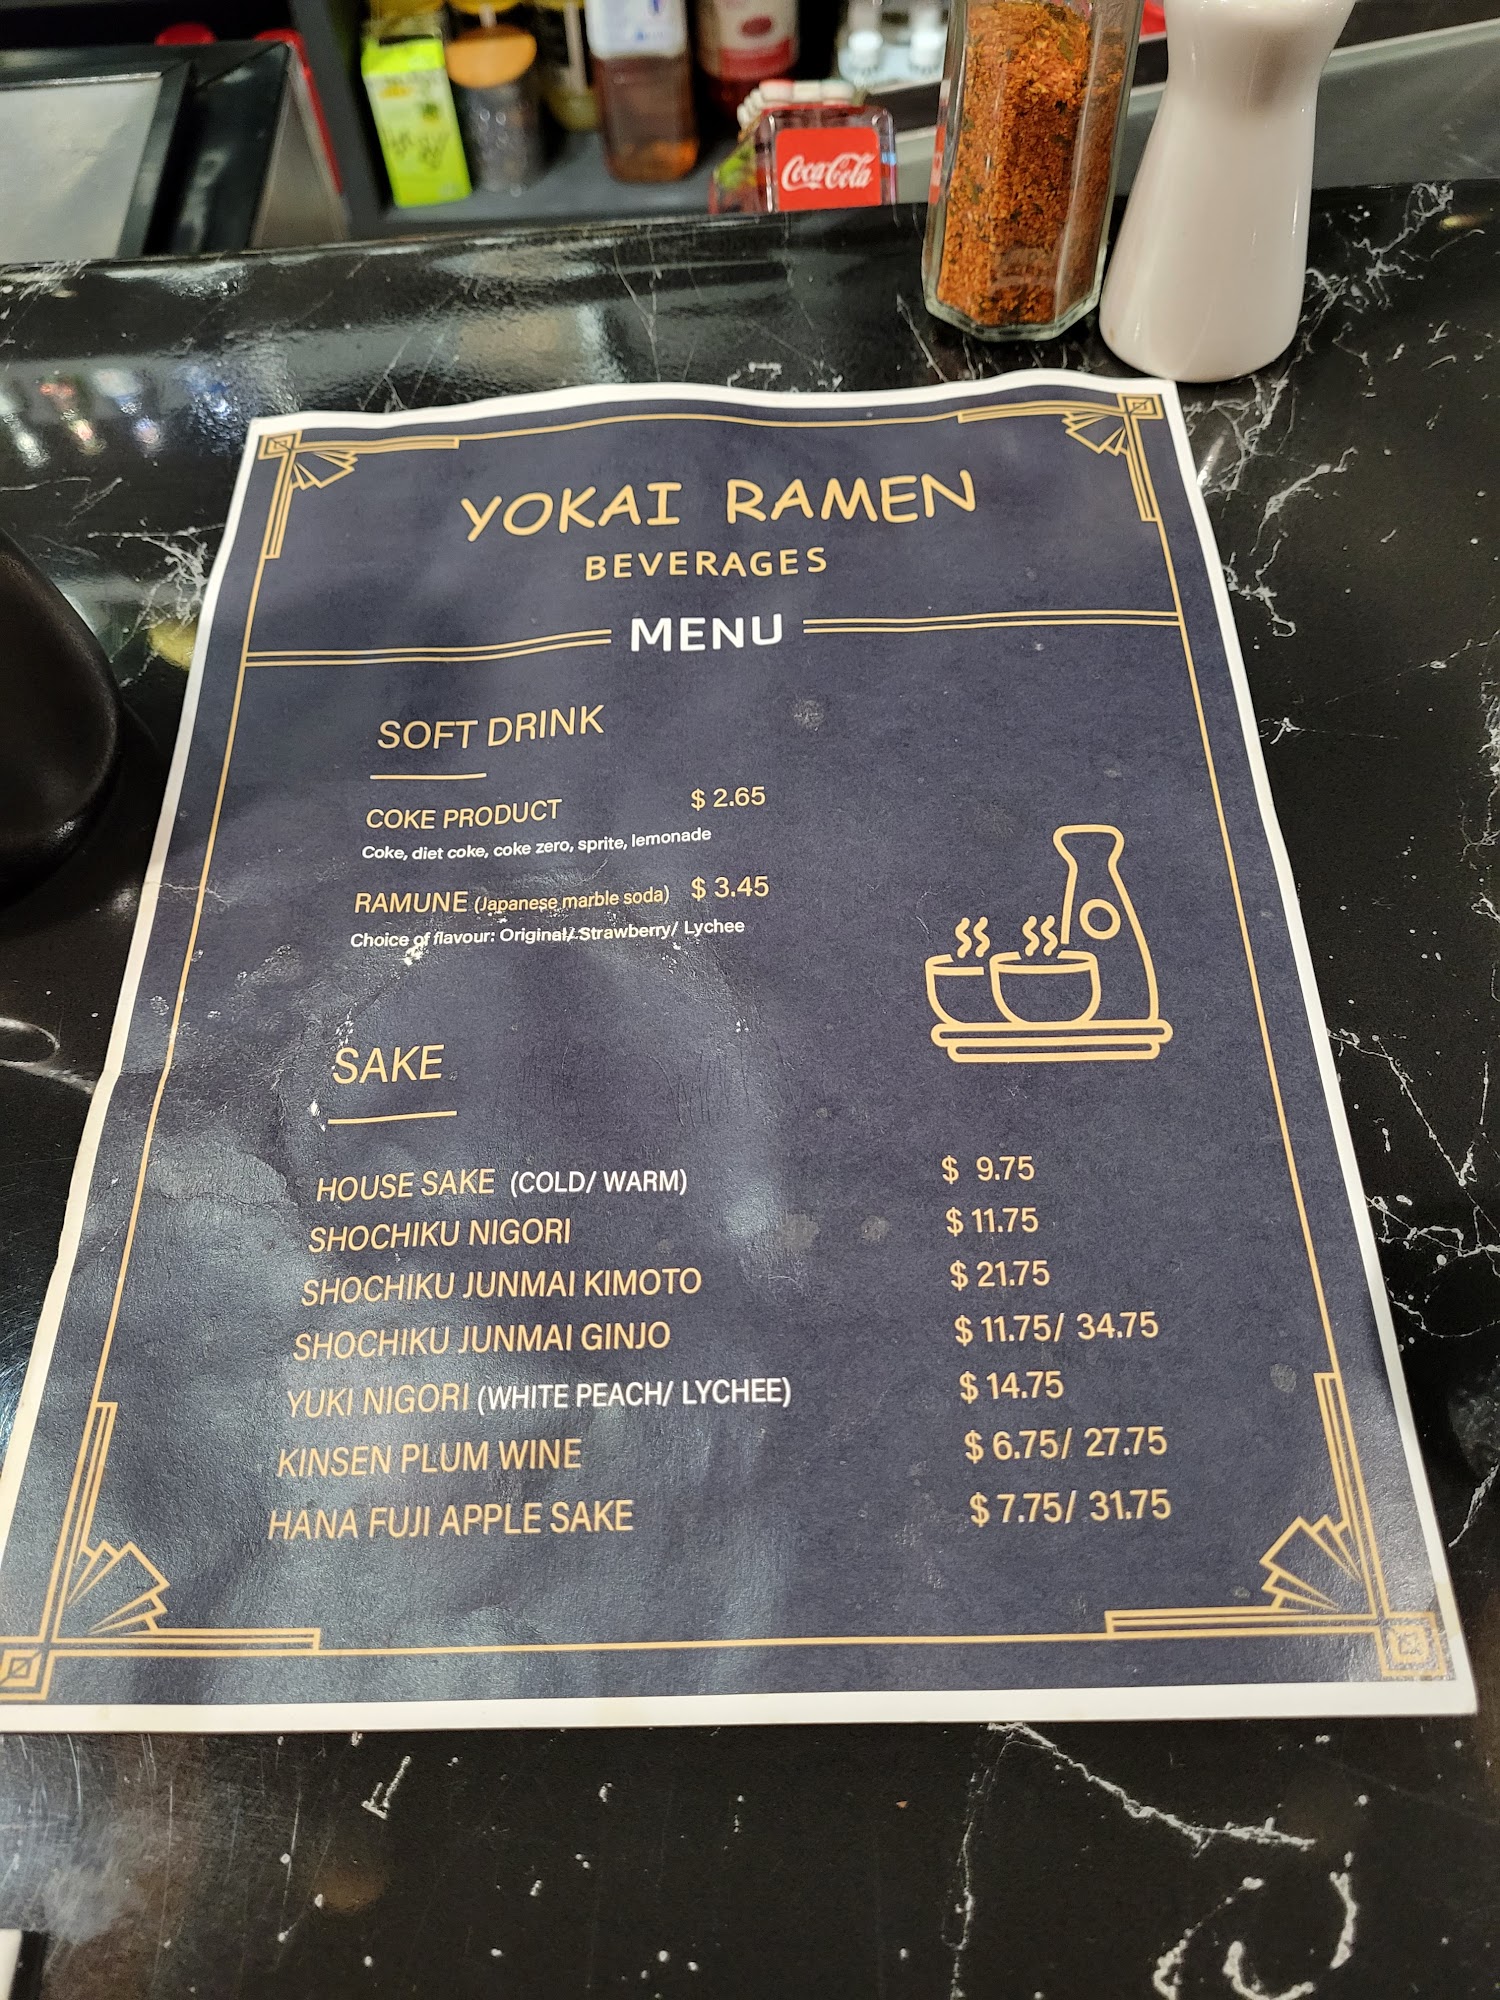 Coca-Cola
YOKAI RAMEN
BEVERAGES
MENU
SOFT DRINK
COKE PRODUCT $ 2.65
Coke, diet coke, coke zero, sprite, lemonade
RAMUNE (Japanese marble soda) $ 3.45
Choice of flavour: Original/ Strawberry/ Lychee
SAKE
HOUSE SAKE (COLD/ WARM) $ 9.75
SHOCHIKU NIGORI $ 11.75
SHOCHIKU JUNMAI KIMOTO $ 21.75
SHOCHIKU JUNMAI GINJO $ 11.75/ 34.75
YUKI NIGORI (WHITE PEACH/ LYCHEE) $ 14.75
KINSEN PLUM WINE $ 6.75/ 27.75
HANA FUJI APPLE SAKE $ 7.75/ 31.75